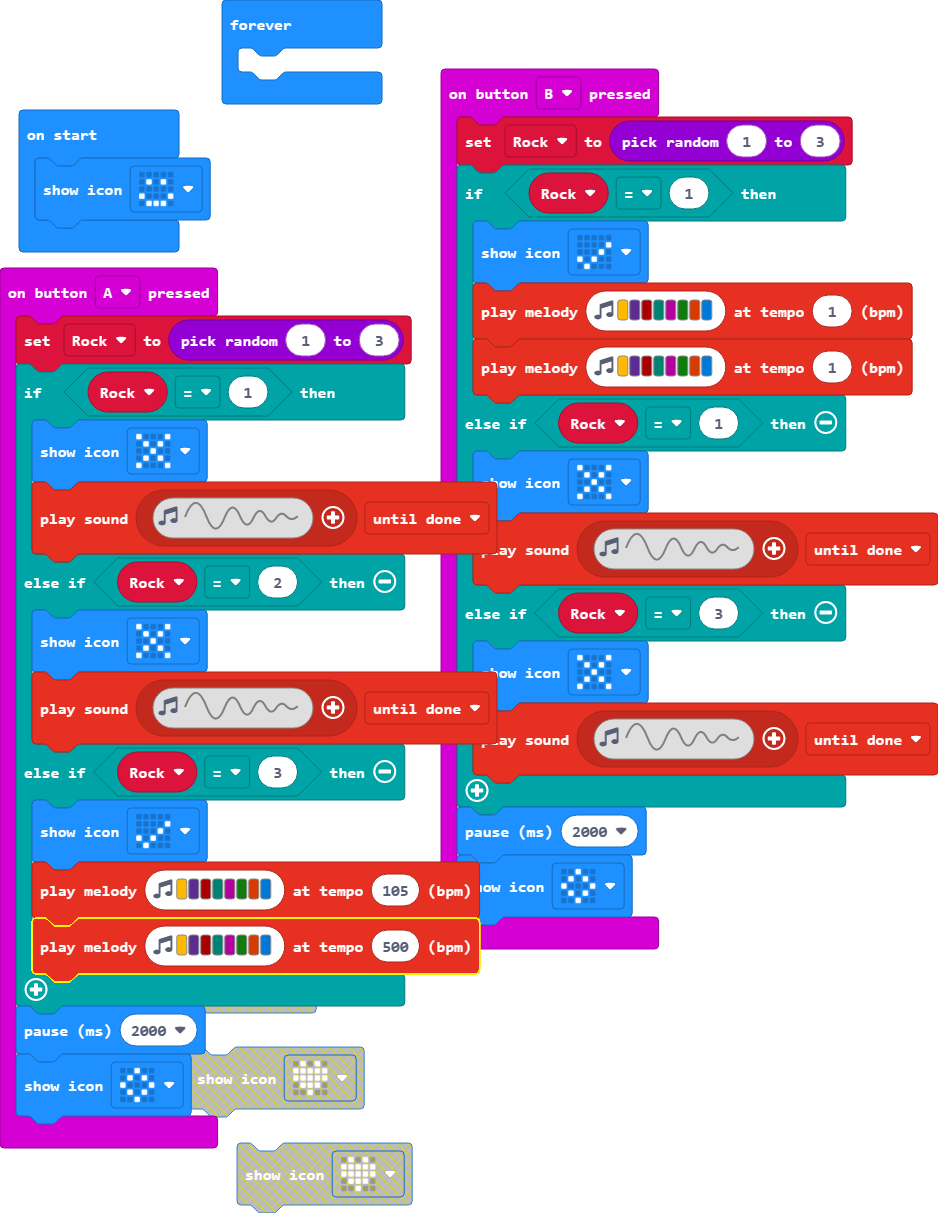 forever
on start
show icon
on button A pressed
set Rock to pick random 1 to 3
if Rock = 1 then
show icon
play sound until done
else if Rock = 2 then
show icon
play sound until done
else if Rock = 3 then
show icon
play melody at tempo 105 (bpm)
play melody at tempo 500 (bpm)
pause (ms) 2000
show icon
show icon
show icon
on button B pressed
set Rock to pick random 1 to 3
if Rock = 1 then
show icon
play melody at tempo 1 (bpm)
play melody at tempo 1 (bpm)
else if Rock = 1 then
show icon
play sound until done
else if Rock = 3 then
show icon
play sound until done
pause (ms) 2000
show icon